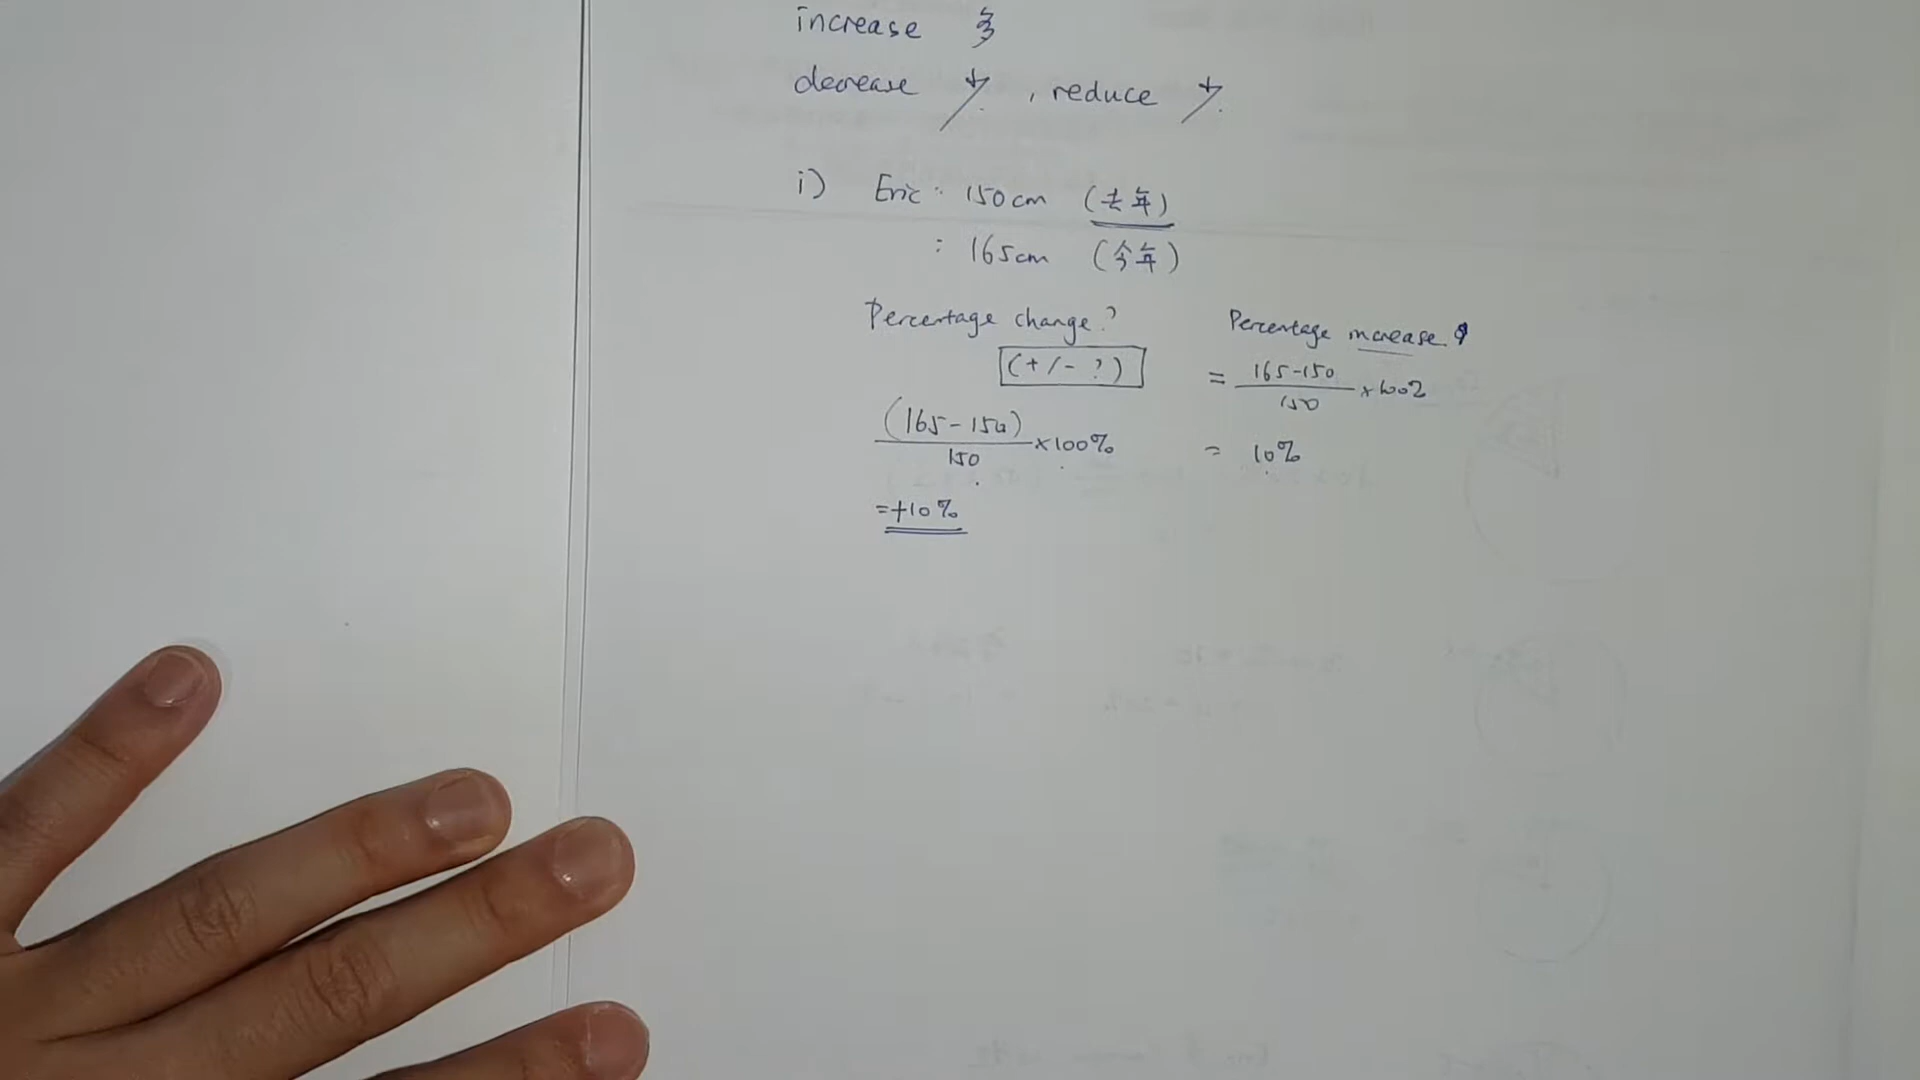 increase 多
decrease 少, reduce 少
i) Eric : 150cm (去年)
: 165cm (今年)
Percentage change?
(+/- ?)
(165-150)/150 ×100%
=+10%
Percentage increase
= 165-150/150 ×100%
= 10%